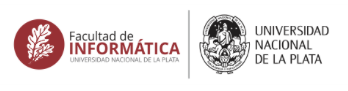 Facultad de
INFORMÁTICA
UNIVERSIDAD NACIONAL DE LA PLATA
UNIVERSIDAD
NACIONAL
DE LA PLATA